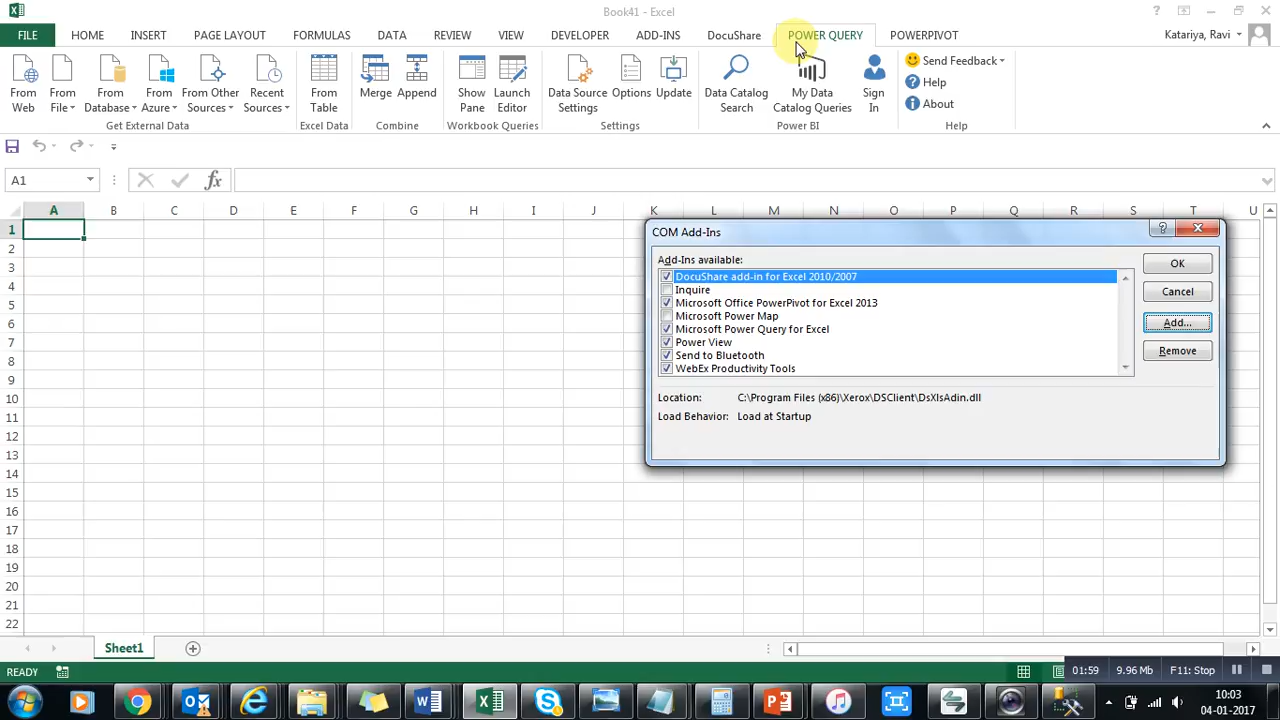 Book41 - Excel
?
FILE HOME INSERT PAGE LAYOUT FORMULAS DATA REVIEW VIEW DEVELOPER ADD-INS DocuShare POWER QUERY POWERPIVOT Katariya, Ravi
From Web
From File
From Database
From Azure
From Other Sources
Recent Sources
From Table
Merge
Append
Show Pane
Launch Editor
Data Source Settings
Options
Update
Data Catalog Search
My Data Catalog Queries
Sign In
Send Feedback
Help
About
Get External Data Excel Data Combine Workbook Queries Settings Power BI Help
A1 fx
A B C D E F G H I J K L M N O P Q R S T U
1
2
3
4
5
6
7
8
9
10
11
12
13
14
15
16
17
18
19
20
21
22
COM Add-Ins
?
Add-Ins available:
DocuShare add-in for Excel 2010/2007
Inquire
Microsoft Office PowerPivot for Excel 2013
Microsoft Power Map
Microsoft Power Query for Excel
Power View
Send to Bluetooth
WebEx Productivity Tools
OK
Cancel
Add...
Remove
Location: C:\Program Files (x86)\Xerox\DSClient\DsXlsAdin.dll
Load Behavior: Load at Startup
Sheet1
READY
01:59 9.96 Mb F11: Stop
10:03
04-01-2017